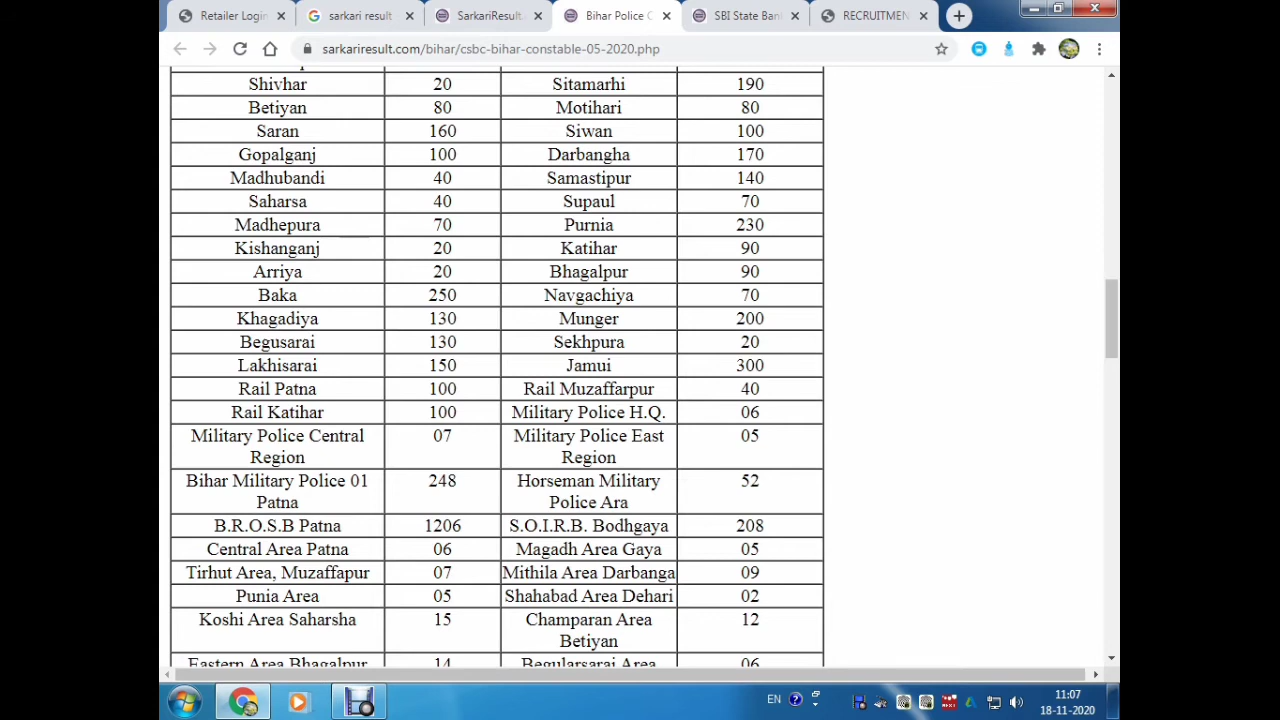 Retailer Login
sarkari result
SarkariResult
Bihar Police C
SBI State Ban
RECRUITMEN
sarkariresult.com/bihar/csbc-bihar-constable-05-2020.php
Shivhar 20 Sitamarhi 190
Betiyan 80 Motihari 80
Saran 160 Siwan 100
Gopalganj 100 Darbangha 170
Madhubandi 40 Samastipur 140
Saharsa 40 Supaul 70
Madhepura 70 Purnia 230
Kishanganj 20 Katihar 90
Arriya 20 Bhagalpur 90
Baka 250 Navgachiya 70
Khagadiya 130 Munger 200
Begusarai 130 Sekhpura 20
Lakhisarai 150 Jamui 300
Rail Patna 100 Rail Muzaffarpur 40
Rail Katihar 100 Military Police H.Q. 06
Military Police Central 07 Military Police East 05
Region Region
Bihar Military Police 01 248 Horseman Military 52
Patna Police Ara
B.R.O.S.B Patna 1206 S.O.I.R.B. Bodhgaya 208
Central Area Patna 06 Magadh Area Gaya 05
Tirhut Area, Muzaffapur 07 Mithila Area Darbanga 09
Punia Area 05 Shahabad Area Dehari 02
Koshi Area Saharsha 15 Champaran Area 12
Betiyan
Eastern Area Bhagalpur 14 Begularsarai Area 06
EN
11:07
18-11-2020